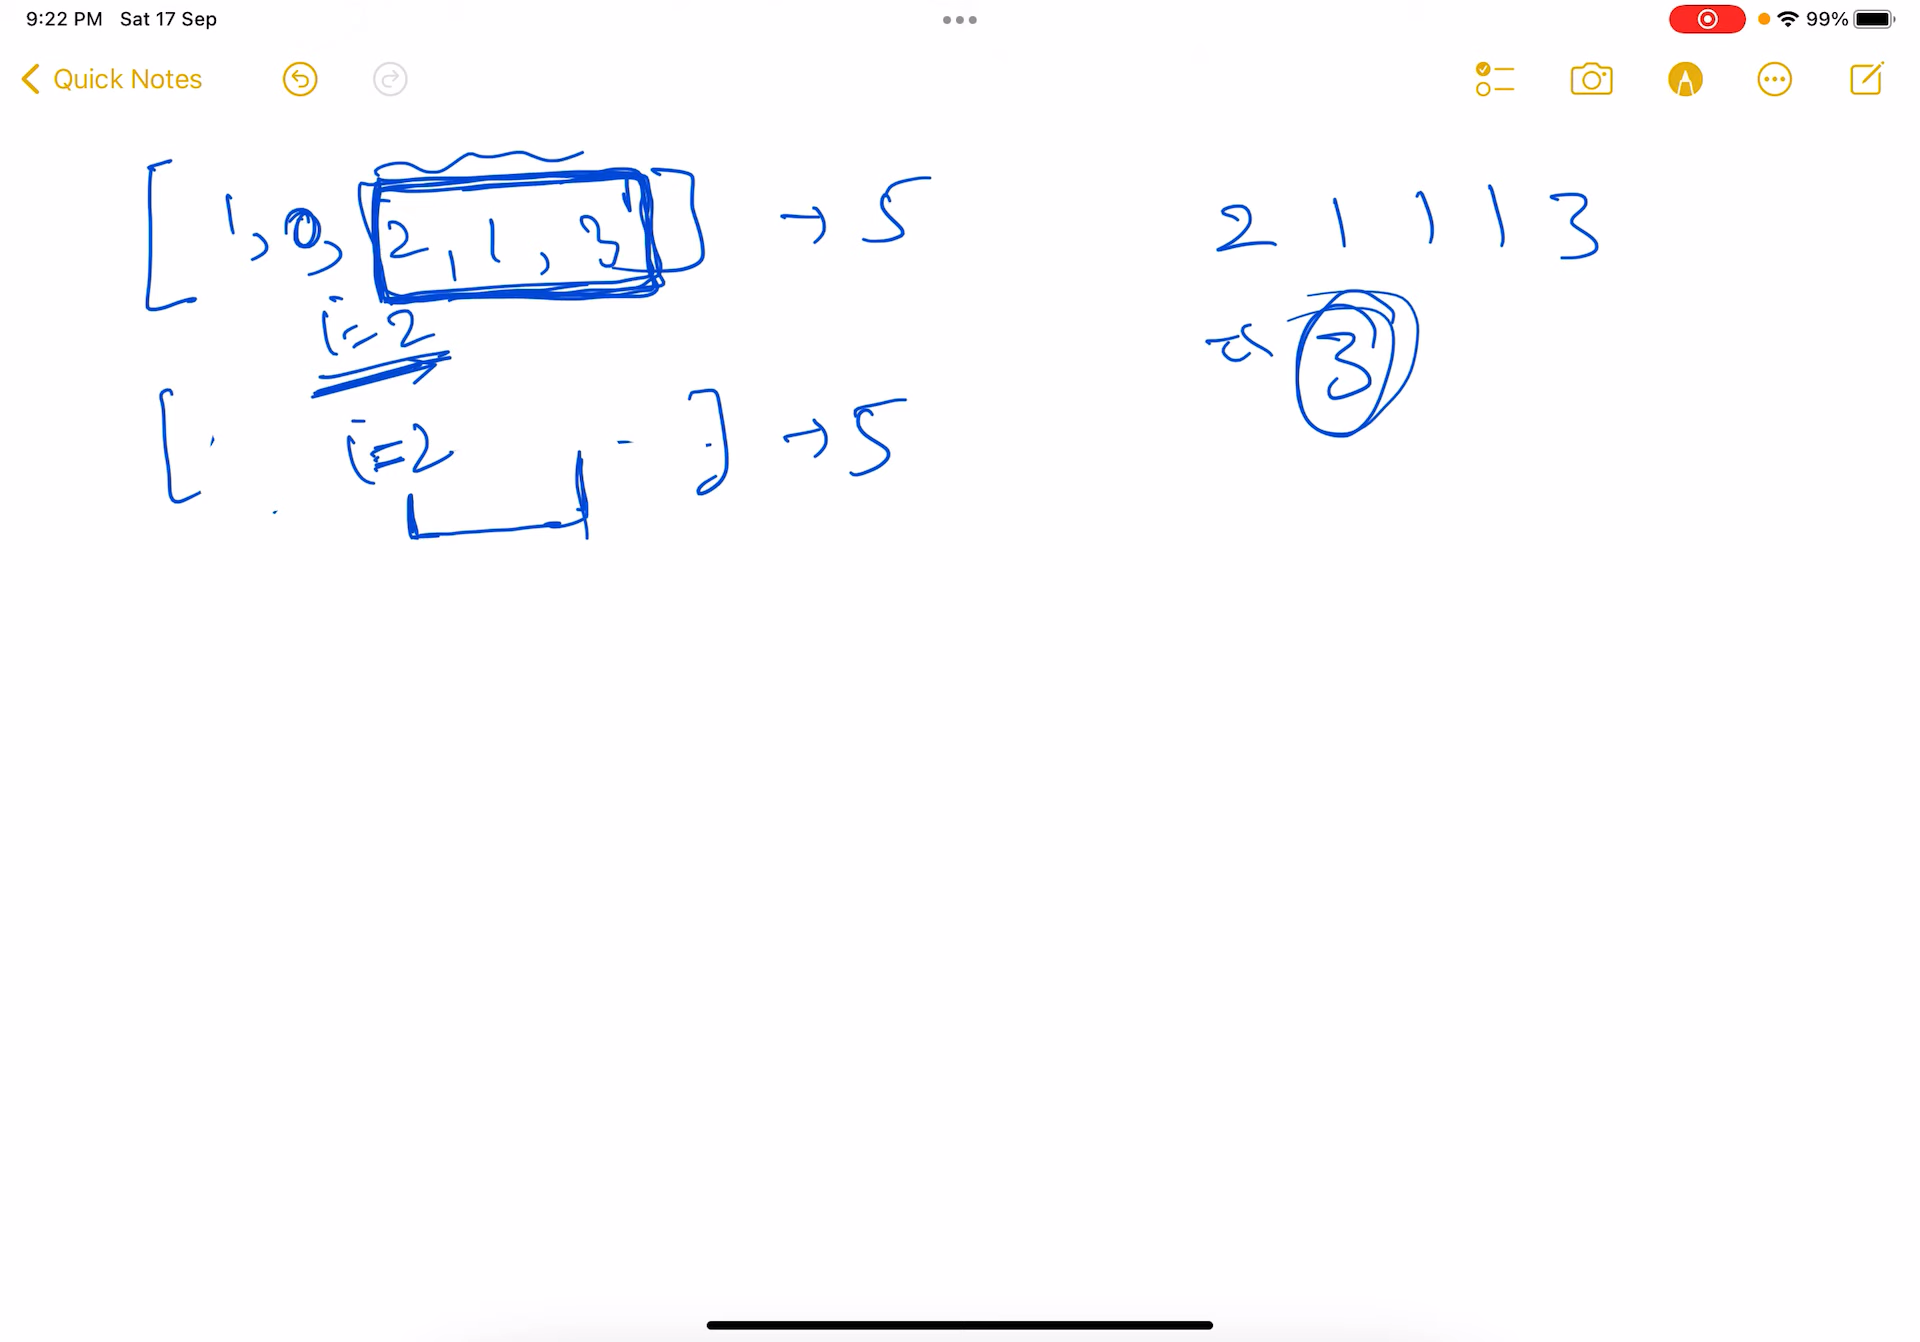 9:22 PM Sat 17 Sep
99%
Quick Notes
[ 1, 0, 2, 1, 3 ] → 5
2 1 1 1 3
i=2
3
[ i=2 - ] → 5